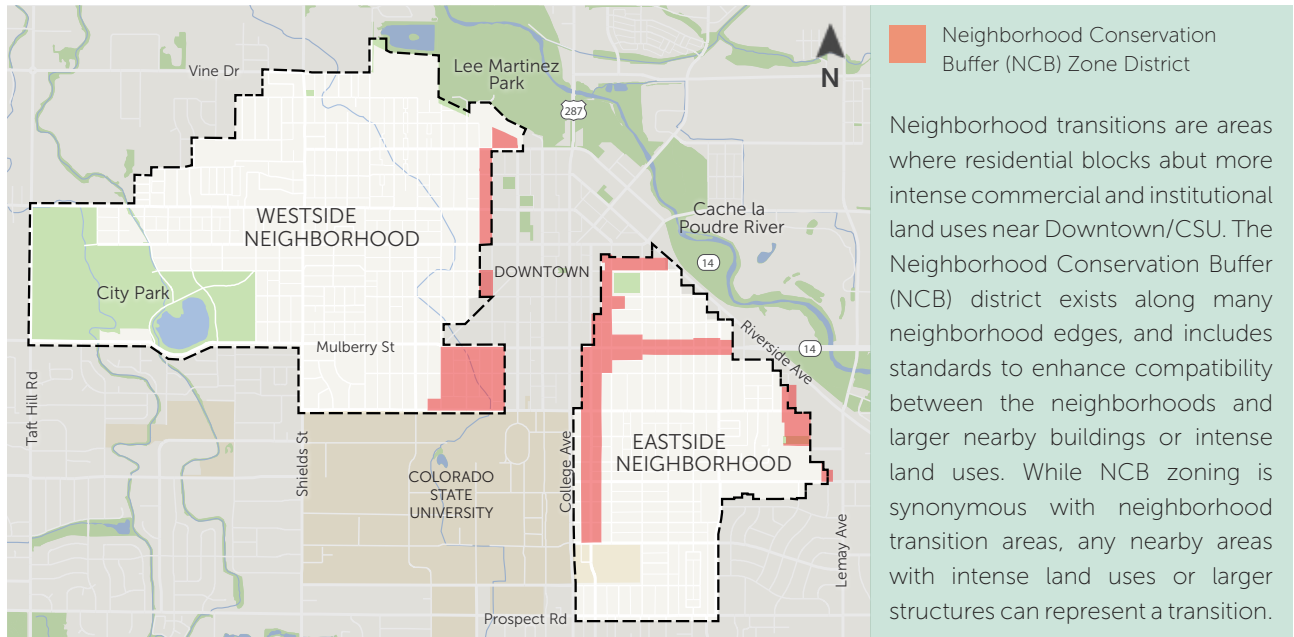 Vine Dr
Lee Martinez
Park
N
287
WESTSIDE
NEIGHBORHOOD
Cache la
Poudre River
DOWNTOWN
14
City Park
Mulberry St
Riverside Ave
14
Taft Hill Rd
Shields St
College Ave
EASTSIDE
NEIGHBORHOOD
COLORADO
STATE
UNIVERSITY
Lemay Ave
Prospect Rd
Neighborhood Conservation
Buffer (NCB) Zone District
Neighborhood transitions are areas
where residential blocks abut more
intense commercial and institutional
land uses near Downtown/CSU. The
Neighborhood Conservation Buffer
(NCB) district exists along many
neighborhood edges, and includes
standards to enhance compatibility
between the neighborhoods and
larger nearby buildings or intense
land uses. While NCB zoning is
synonymous with neighborhood
transition areas, any nearby areas
with intense land uses or larger
structures can represent a transition.